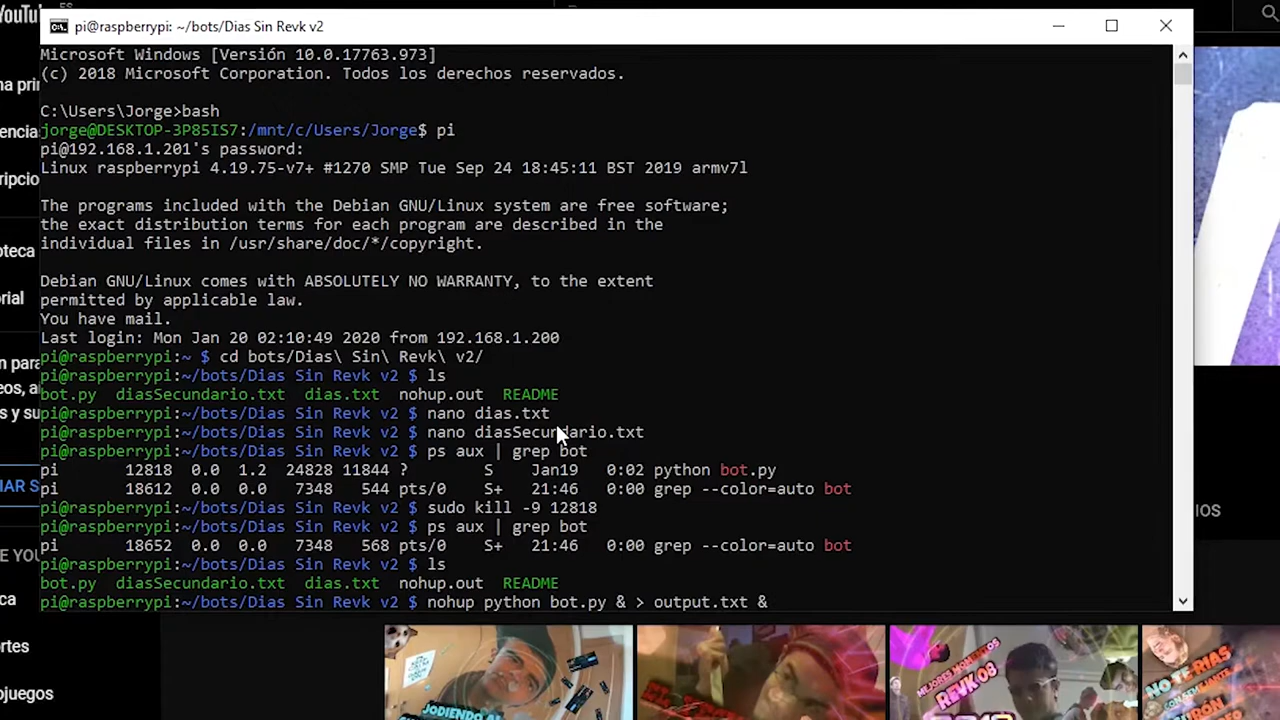 YouTube
ES
pi@raspberrypi: ~/bots/Dias Sin Revk v2
Microsoft Windows [Versión 10.0.17763.973]
(c) 2018 Microsoft Corporation. Todos los derechos reservados.
C:\Users\Jorge>bash
jorge@DESKTOP-3P85IS7:/mnt/c/Users/Jorge$ pi
pi@192.168.1.201's password:
Linux raspberrypi 4.19.75-v7+ #1270 SMP Tue Sep 24 18:45:11 BST 2019 armv7l
The programs included with the Debian GNU/Linux system are free software;
the exact distribution terms for each program are described in the
individual files in /usr/share/doc/*/copyright.
Debian GNU/Linux comes with ABSOLUTELY NO WARRANTY, to the extent
permitted by applicable law.
You have mail.
Last login: Mon Jan 20 02:10:49 2020 from 192.168.1.200
pi@raspberrypi:~ $ cd bots/Dias\ Sin\ Revk\ v2/
pi@raspberrypi:~/bots/Dias Sin Revk v2 $ ls
bot.py  diasSecundario.txt  dias.txt  nohup.out  README
pi@raspberrypi:~/bots/Dias Sin Revk v2 $ nano dias.txt
pi@raspberrypi:~/bots/Dias Sin Revk v2 $ nano diasSecundario.txt
pi@raspberrypi:~/bots/Dias Sin Revk v2 $ ps aux | grep bot
pi       12818  0.0  1.2  24828 11844 ?        S    Jan19   0:02 python bot.py
pi       18612  0.0  0.0   7348   544 pts/0    S+   21:46   0:00 grep --color=auto bot
pi@raspberrypi:~/bots/Dias Sin Revk v2 $ sudo kill -9 12818
pi@raspberrypi:~/bots/Dias Sin Revk v2 $ ps aux | grep bot
pi       18652  0.0  0.0   7348   568 pts/0    S+   21:46   0:00 grep --color=auto bot
pi@raspberrypi:~/bots/Dias Sin Revk v2 $ ls
bot.py  diasSecundario.txt  dias.txt  nohup.out  README
pi@raspberrypi:~/bots/Dias Sin Revk v2 $ nohup python bot.py & > output.txt &
JODIENDO AL
MEJORES MOMENTOS
REVK 08
NO TE RIAS